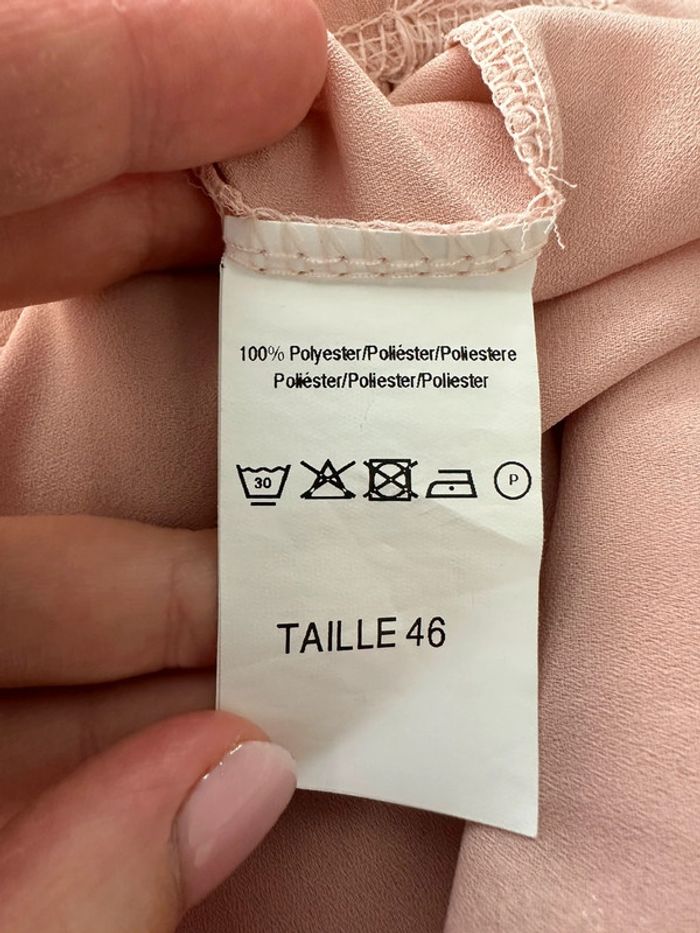 100% Polyester/Poliéster/Poliestere
Poliéster/Poliester/Poliester
30 P
TAILLE 46